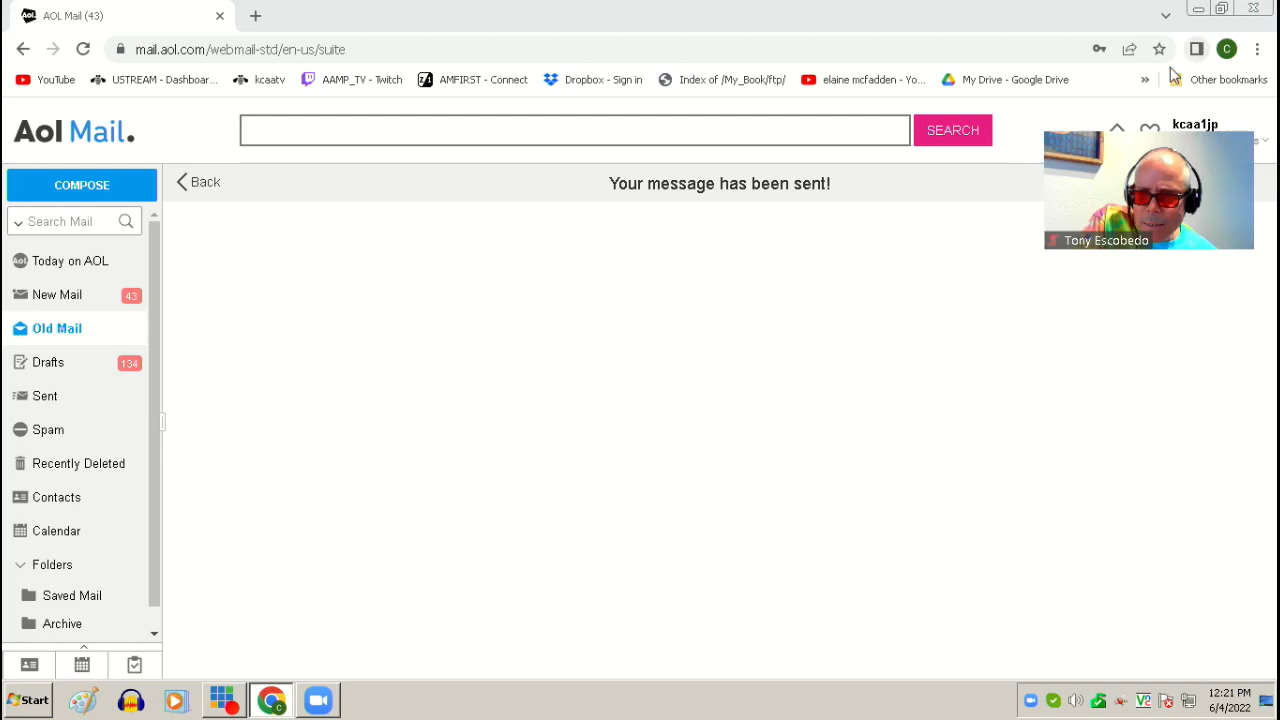 AOL Mail (43)
mail.aol.com/webmail-std/en-us/suite
YouTube
USTREAM - Dashboar...
kcaatv
AAMP_TV - Twitch
AMFIRST - Connect
Dropbox - Sign in
Index of /My_Book/ftp/
elaine mcfadden - Yo...
My Drive - Google Drive
»
Other bookmarks
C
Aol Mail.
SEARCH
kcaa1jp
COMPOSE
Back
Your message has been sent!
Search Mail
Tony Escobedo
Aol.
Today on AOL
New Mail
43
Old Mail
Drafts
134
Sent
Spam
Recently Deleted
Contacts
Calendar
Folders
Saved Mail
Archive
Start
12:21 PM
6/4/2022